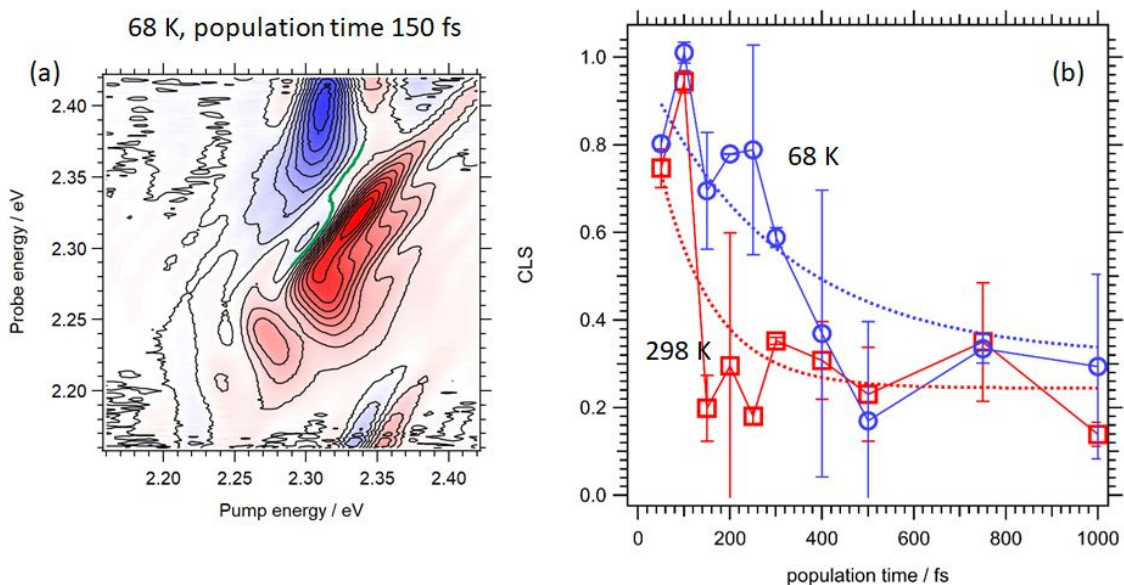 68 K, population time 150 fs
(a)
Probe energy / eV
2.40
2.35
2.30
2.25
2.20
2.20
2.25
2.30
2.35
2.40
Pump energy / eV
(b)
CLS
1.0
0.8
0.6
0.4
0.2
0.0
68 K
298 K
0
200
400
600
800
1000
population time / fs